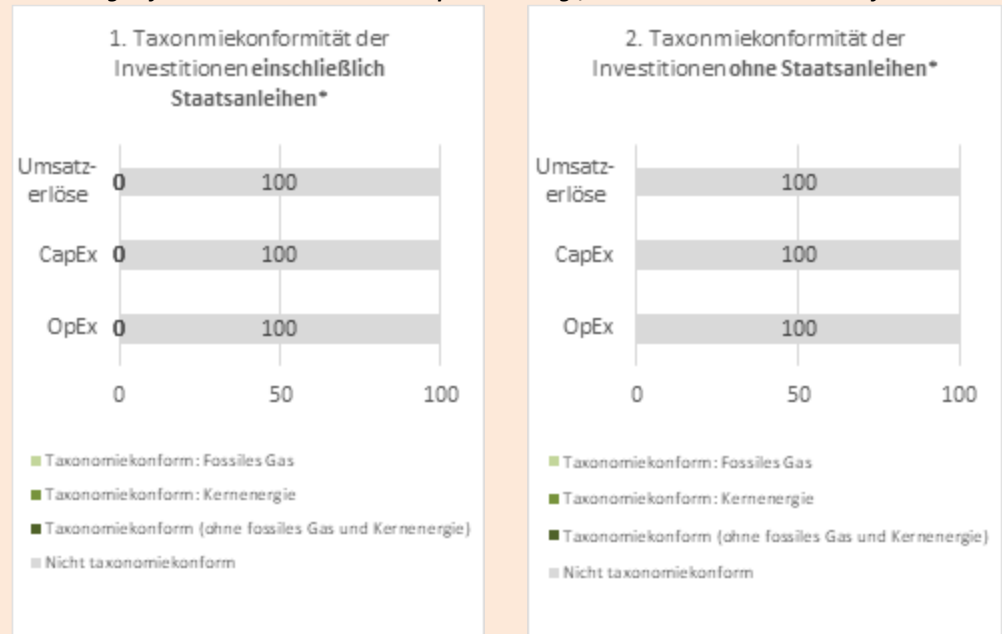 1. Taxonmiekonformität der
Investitionen einschließlich
Staatsanleihen*
Umsatz-
erlöse
0
100
CapEx
0
100
OpEx
0
100
0
50
100
Taxonomiekonform: Fossiles Gas
Taxonomiekonform: Kernenergie
Taxonomiekonform (ohne fossiles Gas und Kernenergie)
Nicht taxonomiekonform
2. Taxonmiekonformität der
Investitionen ohne Staatsanleihen*
Umsatz-
erlöse
100
CapEx
100
OpEx
100
0
50
100
Taxonomiekonform: Fossiles Gas
Taxonomiekonform: Kernenergie
Taxonomiekonform (ohne fossiles Gas und Kernenergie)
Nicht taxonomiekonform